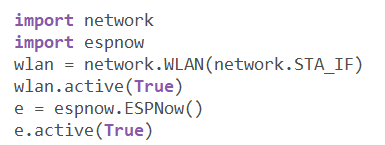 import network
import espnow
wlan = network.WLAN(network.STA_IF)
wlan.active(True)
e = espnow.ESPNow()
e.active(True)